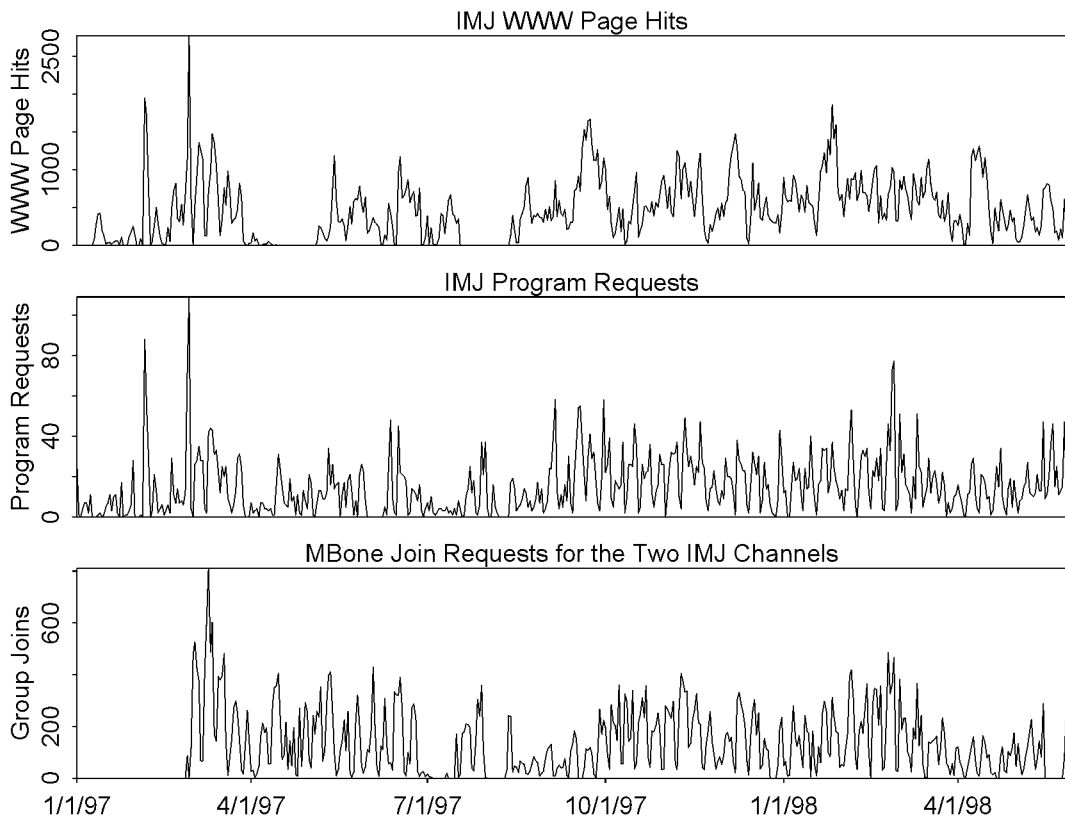 IMJ WWW Page Hits
WWW Page Hits
2500
1000
0
IMJ Program Requests
Program Requests
80
40
0
MBone Join Requests for the Two IMJ Channels
Group Joins
600
200
0
1/1/97 4/1/97 7/1/97 10/1/97 1/1/98 4/1/98